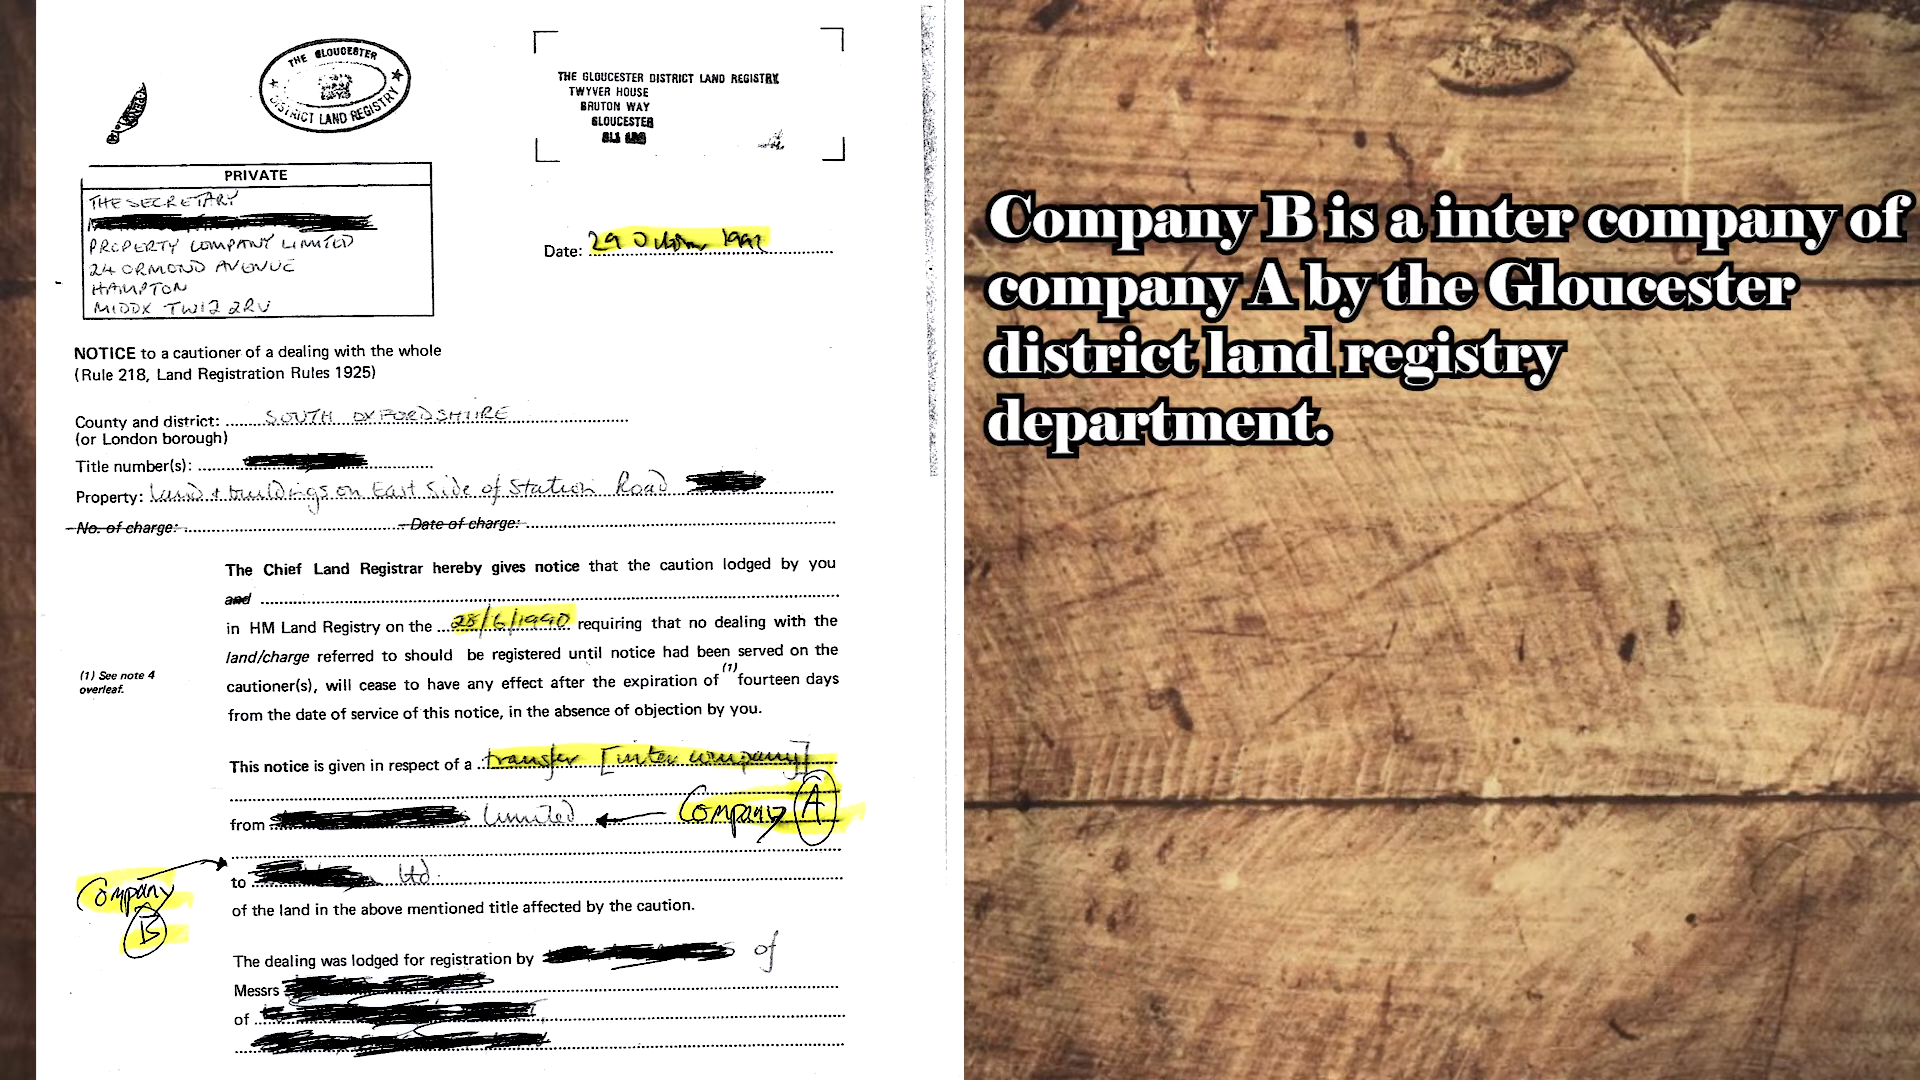 THE GLOUCESTER
DISTRICT LAND REGISTRY
THE GLOUCESTER DISTRICT LAND REGISTRY
TWYVER HOUSE
BRUTON WAY
GLOUCESTER
PRIVATE
THE SECRETARY
PROPERTY COMPANY LIMITED
24 ORMOND AVENUE
HAMPTON
MIDDX TW12 2RV
Date: 29 October 1992
NOTICE to a cautioner of a dealing with the whole
(Rule 218, Land Registration Rules 1925)
County and district: SOUTH OXFORDSHIRE
(or London borough)
Title number(s):
Property: Land + buildings on East Side of Station Road
No. of charge: Date of charge:
The Chief Land Registrar hereby gives notice that the caution lodged by you
and
in HM Land Registry on the 28/6/1990 requiring that no dealing with the
land/charge referred to should be registered until notice had been served on the
(1) See note 4
overleaf.
cautioner(s), will cease to have any effect after the expiration of (1) fourteen days
from the date of service of this notice, in the absence of objection by you.
This notice is given in respect of a transfer [inter company]
from Limited Company A
to Ltd.
Company
B
of the land in the above mentioned title affected by the caution.
The dealing was lodged for registration by of
Messrs
of
Company B is a inter company of
company A by the Gloucester
district land registry
department.